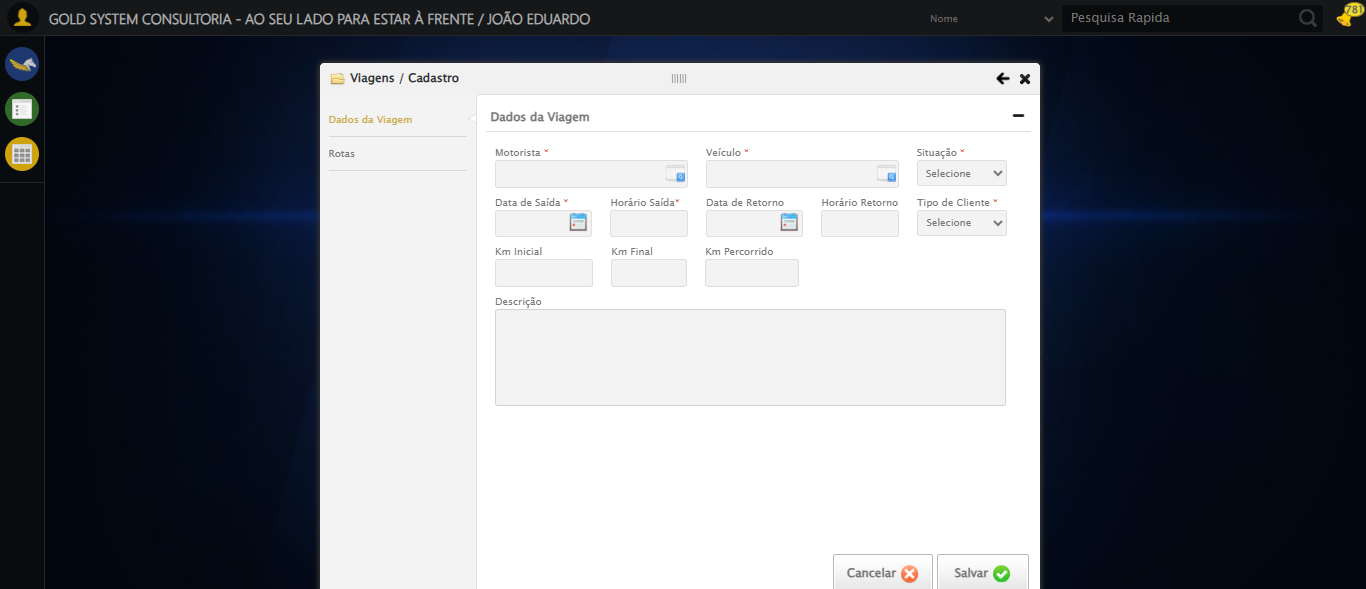 GOLD SYSTEM CONSULTORIA - AO SEU LADO PARA ESTAR À FRENTE / JOÃO EDUARDO
Nome
Pesquisa Rapida
781
Viagens / Cadastro
Dados da Viagem
Rotas
Dados da Viagem
Motorista *
Veículo *
Situação *
Selecione
Data de Saída *
Horário Saída*
Data de Retorno
Horário Retorno
Tipo de Cliente *
Selecione
Km Inicial
Km Final
Km Percorrido
Descrição
Cancelar
Salvar